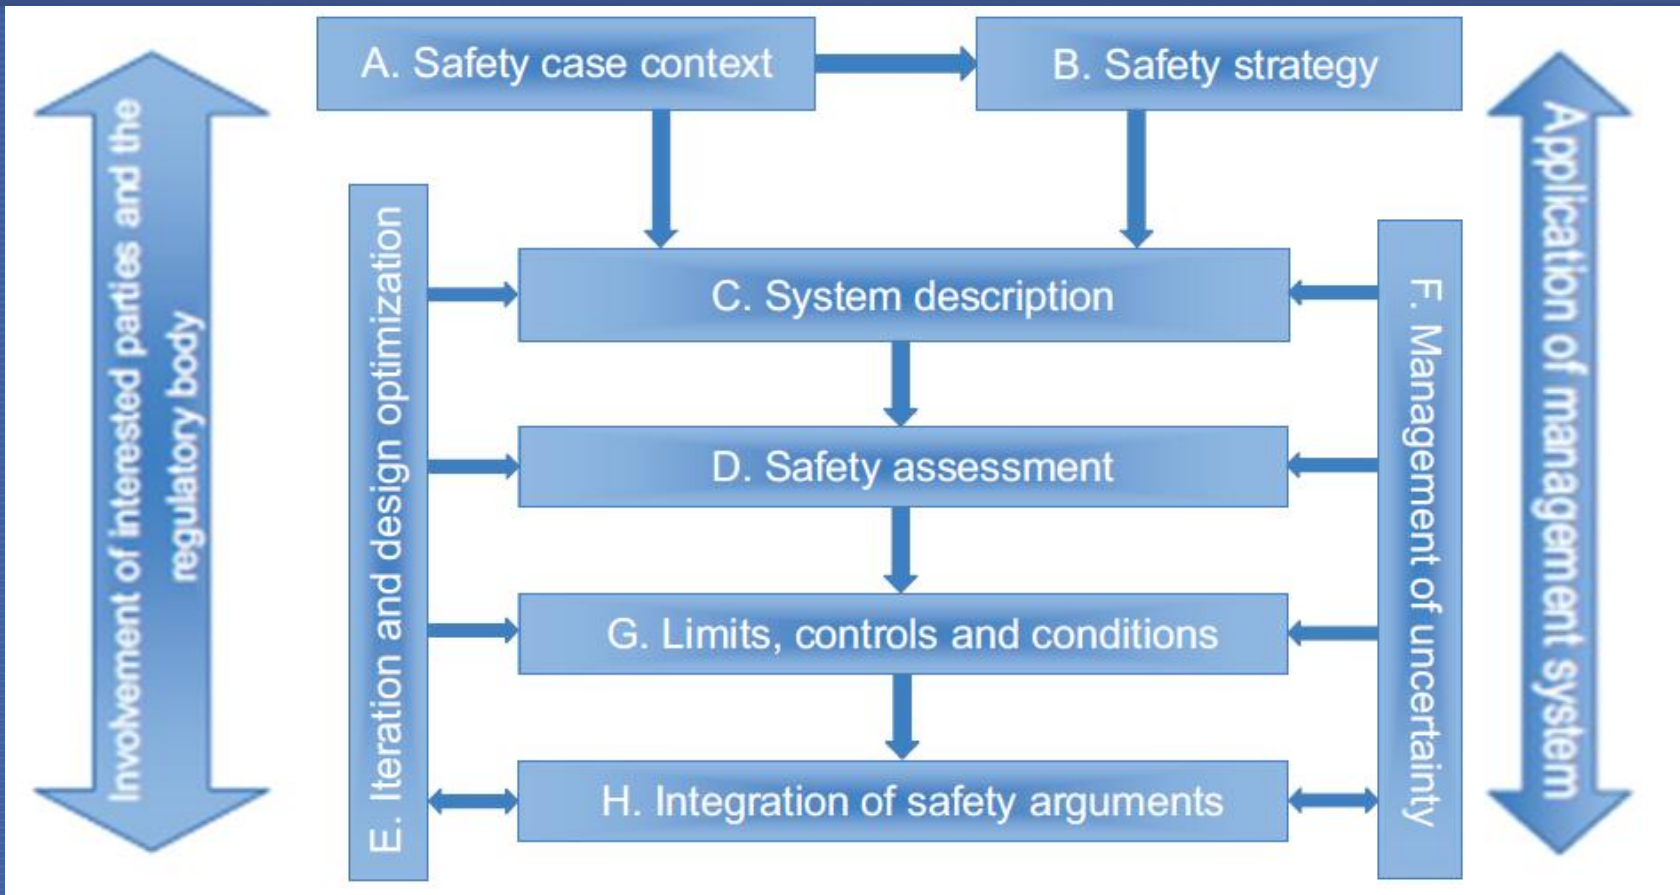 A. Safety case context
B. Safety strategy
Involvement of interested parties and the
regulatory body
E. Iteration and design optimization
C. System description
D. Safety assessment
G. Limits, controls and conditions
H. Integration of safety arguments
F. Management of uncertainty
Application of management system